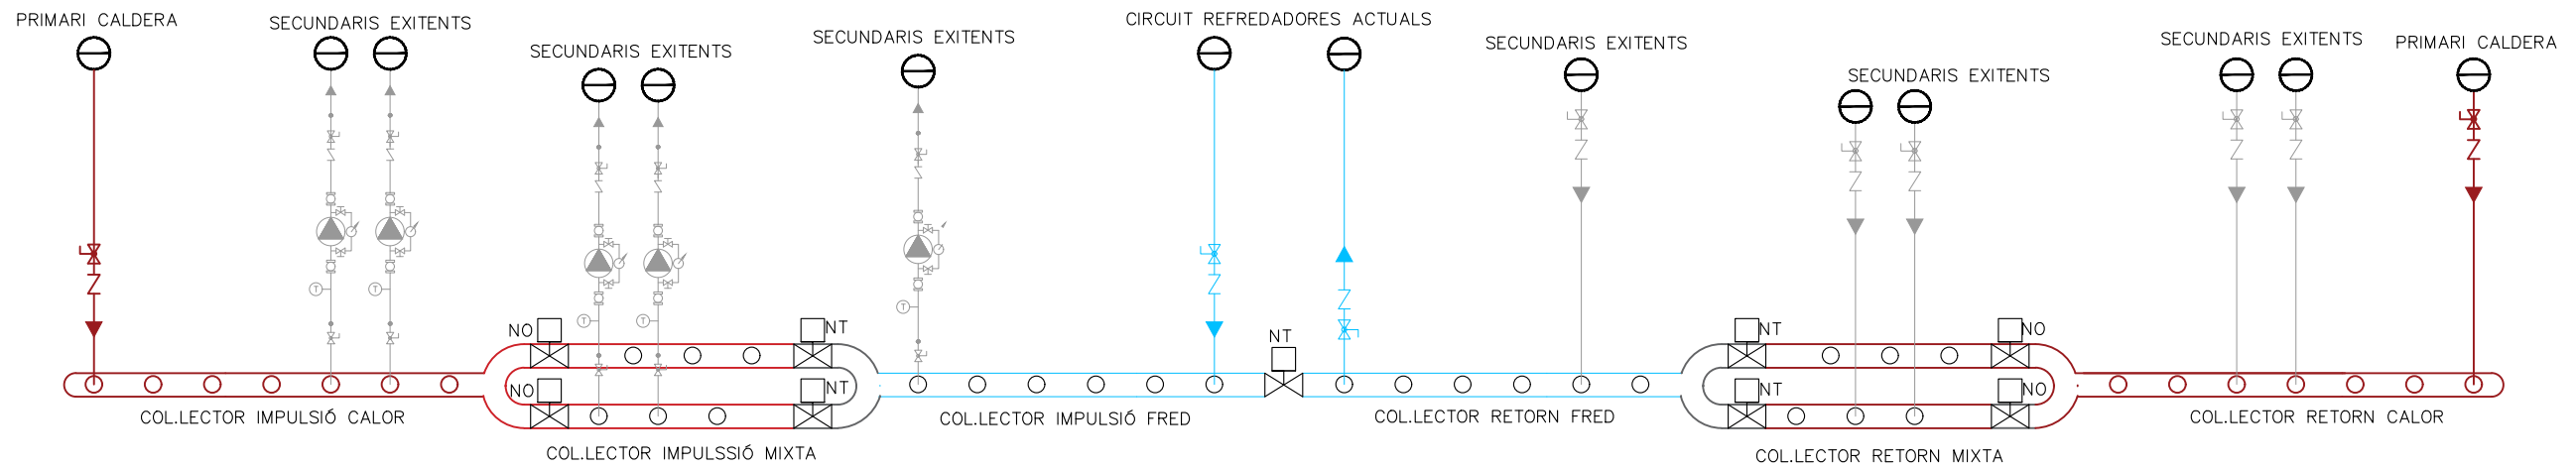 PRIMARI CALDERA
SECUNDARIS EXITENTS
SECUNDARIS EXITENTS
SECUNDARIS EXITENTS
CIRCUIT REFREDADORES ACTUALS
SECUNDARIS EXITENTS
SECUNDARIS EXITENTS
SECUNDARIS EXITENTS
PRIMARI CALDERA
T
T
T
T
T
NO
NT
NT
NT
NO
NO
NT
NT
NO
COL.LECTOR IMPULSIÓ CALOR
COL.LECTOR IMPULSSIÓ MIXTA
COL.LECTOR IMPULSIÓ FRED
COL.LECTOR RETORN FRED
COL.LECTOR RETORN MIXTA
COL.LECTOR RETORN CALOR